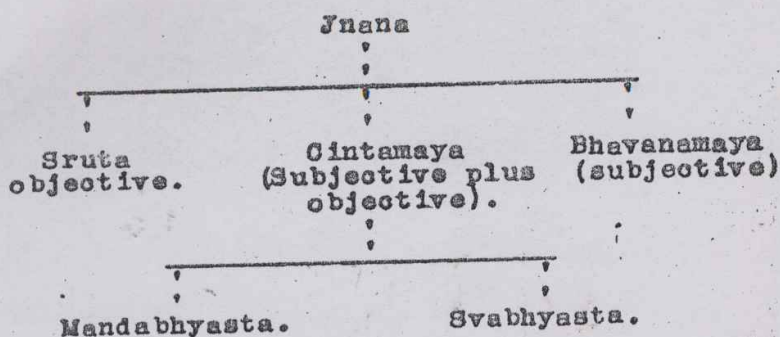 Jnana
Sruta Cintamaya Bhavanamaya
objective. (Subjective plus (subjective)
objective).
Mandabhyasta. Svabhyasta.